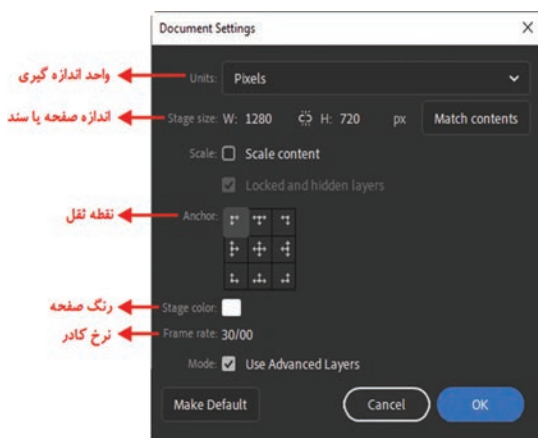 Document Settings
واحد اندازه گیری
Units: Pixels
اندازه صفحه یا سند
Stage size: W: 1280 H: 720 px Match contents
Scale: Scale content
Locked and hidden layers
نقطه ثقل
Anchor:
رنگ صفحه
Stage color:
نرخ کادر
Frame rate: 30/00
Mode: Use Advanced Layers
Make Default Cancel OK